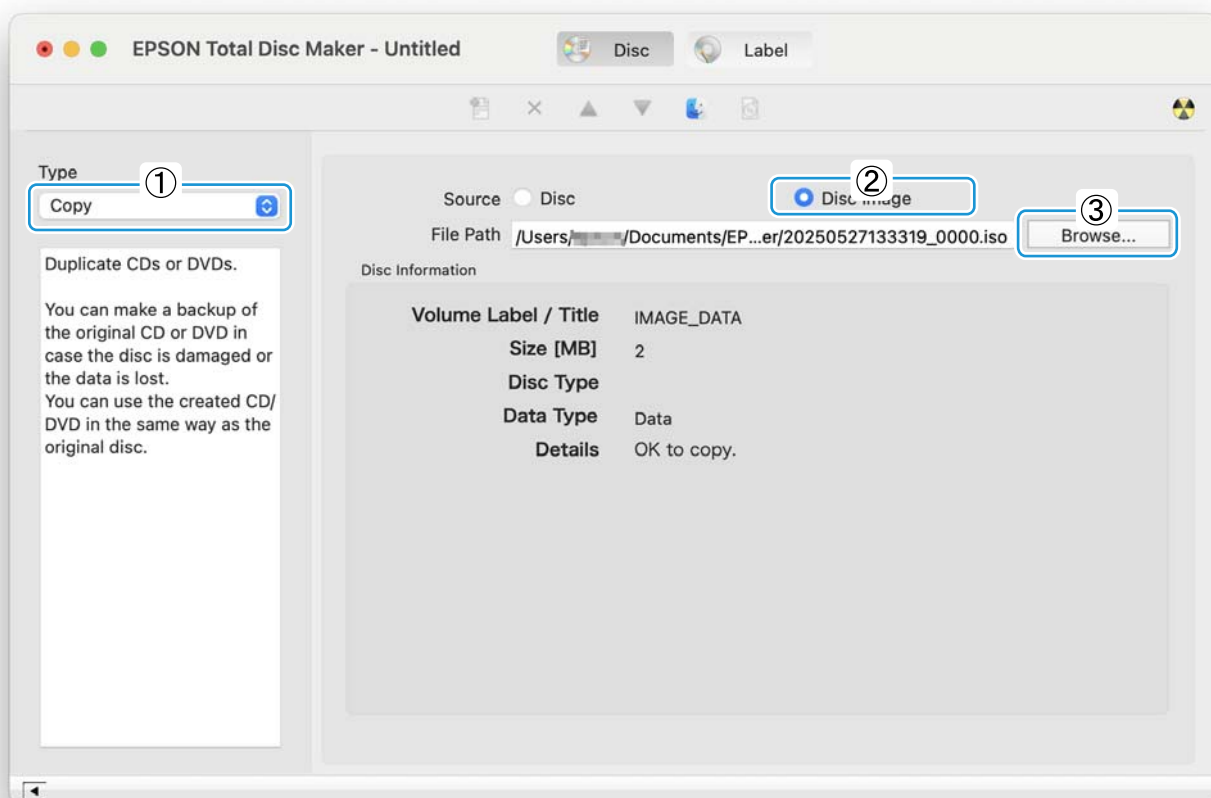 EPSON Total Disc Maker - Untitled
Disc
Label
Type
①
Copy
Duplicate CDs or DVDs.
You can make a backup of
the original CD or DVD in
case the disc is damaged or
the data is lost.
You can use the created CD/
DVD in the same way as the
original disc.
②
Source Disc Disc Image
③
File Path /Users/ /Documents/EP...er/20250527133319_0000.iso Browse...
Disc Information
Volume Label / Title IMAGE_DATA
Size [MB] 2
Disc Type
Data Type Data
Details OK to copy.